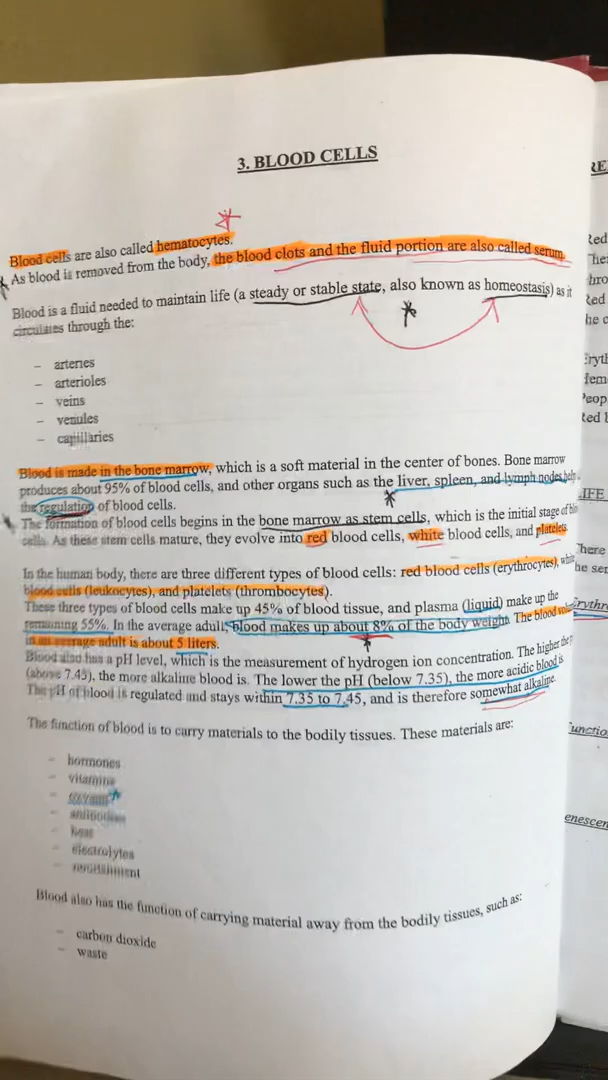 3. BLOOD CELLS
Blood cells are also called hematocytes.
As blood is removed from the body, the blood clots and the fluid portion are also called serum.
Blood is a fluid needed to maintain life (a steady or stable state, also known as homeostasis) as it
circulates through the:
– arteries
– arterioles
– veins
– venules
– capillaries
Blood is made in the bone marrow, which is a soft material in the center of bones. Bone marrow
produces about 95% of blood cells, and other organs such as the liver, spleen, and lymph nodes help
the regulation of blood cells.
The formation of blood cells begins in the bone marrow as stem cells, which is the initial stage of
cells. As these stem cells mature, they evolve into red blood cells, white blood cells, and platelets
In the human body, there are three different types of blood cells: red blood cells (erythrocytes), white
blood cells (leukocytes), and platelets (thrombocytes).
These three types of blood cells make up 45% of blood tissue, and plasma (liquid) make up the
remaining 55%. In the average adult, blood makes up about 8% of the body weight. The blood
in an average adult is about 5 liters.
Blood also has a pH level, which is the measurement of hydrogen ion concentration. The higher the
(above 7.45), the more alkaline blood is. The lower the pH (below 7.35), the more acidic blood is.
The pH of blood is regulated and stays within 7.35 to 7.45, and is therefore somewhat alkaline.
The function of blood is to carry materials to the bodily tissues. These materials are:
– hormones
– vitamins
– oxygen
– antibodies
– heat
– electrolytes
– nourishment
Blood also has the function of carrying material away from the bodily tissues, such as:
– carbon dioxide
– waste
RE
Red
hro
Red
he c
Red
IFE
There
he
enescen